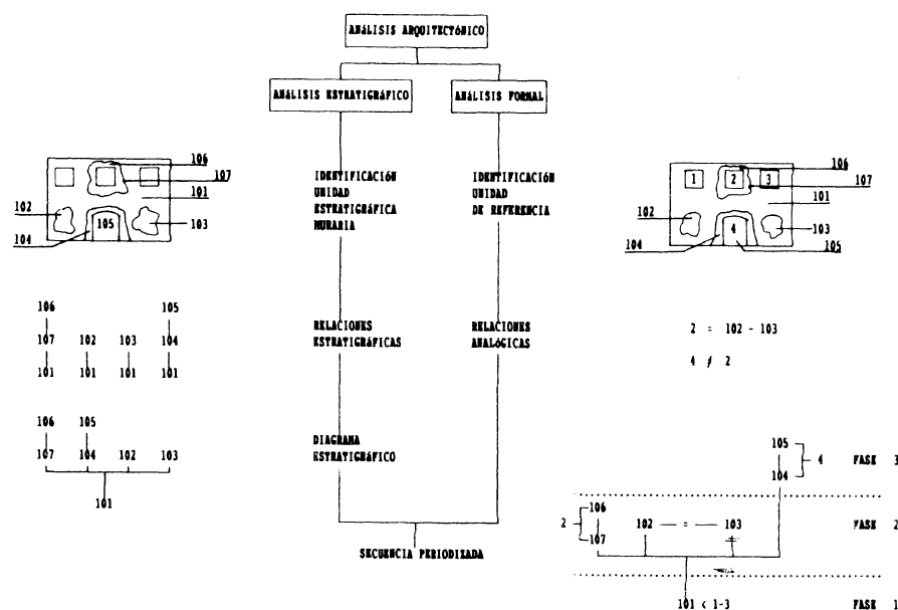 ANÁLISIS ARQUITECTÓNICO
ANÁLISIS ESTRATIGRÁFICO
ANÁLISIS FORMAL
106
107
101
102
103
104
105
IDENTIFICACIÓN
UNIDAD
ESTRATIGRÁFICA
MURARIA
IDENTIFICACIÓN
UNIDAD
DE REFERENCIA
1 2 3
106
107
101
102
103
104
4
105
106 105
107 102 103 104
101 101 101 101
RELACIONES
ESTRATIGRÁFICAS
RELACIONES
ANALÓGICAS
2 = 102 - 103
4 ≠ 2
106 105
107 104 102 103
101
DIAGRAMA
ESTRATIGRÁFICO
SECUENCIA PERIODIZADA
105
104
4 FASE 3
106
2 102 = 103 FASE 2
107
101 < 1-3 FASE 1